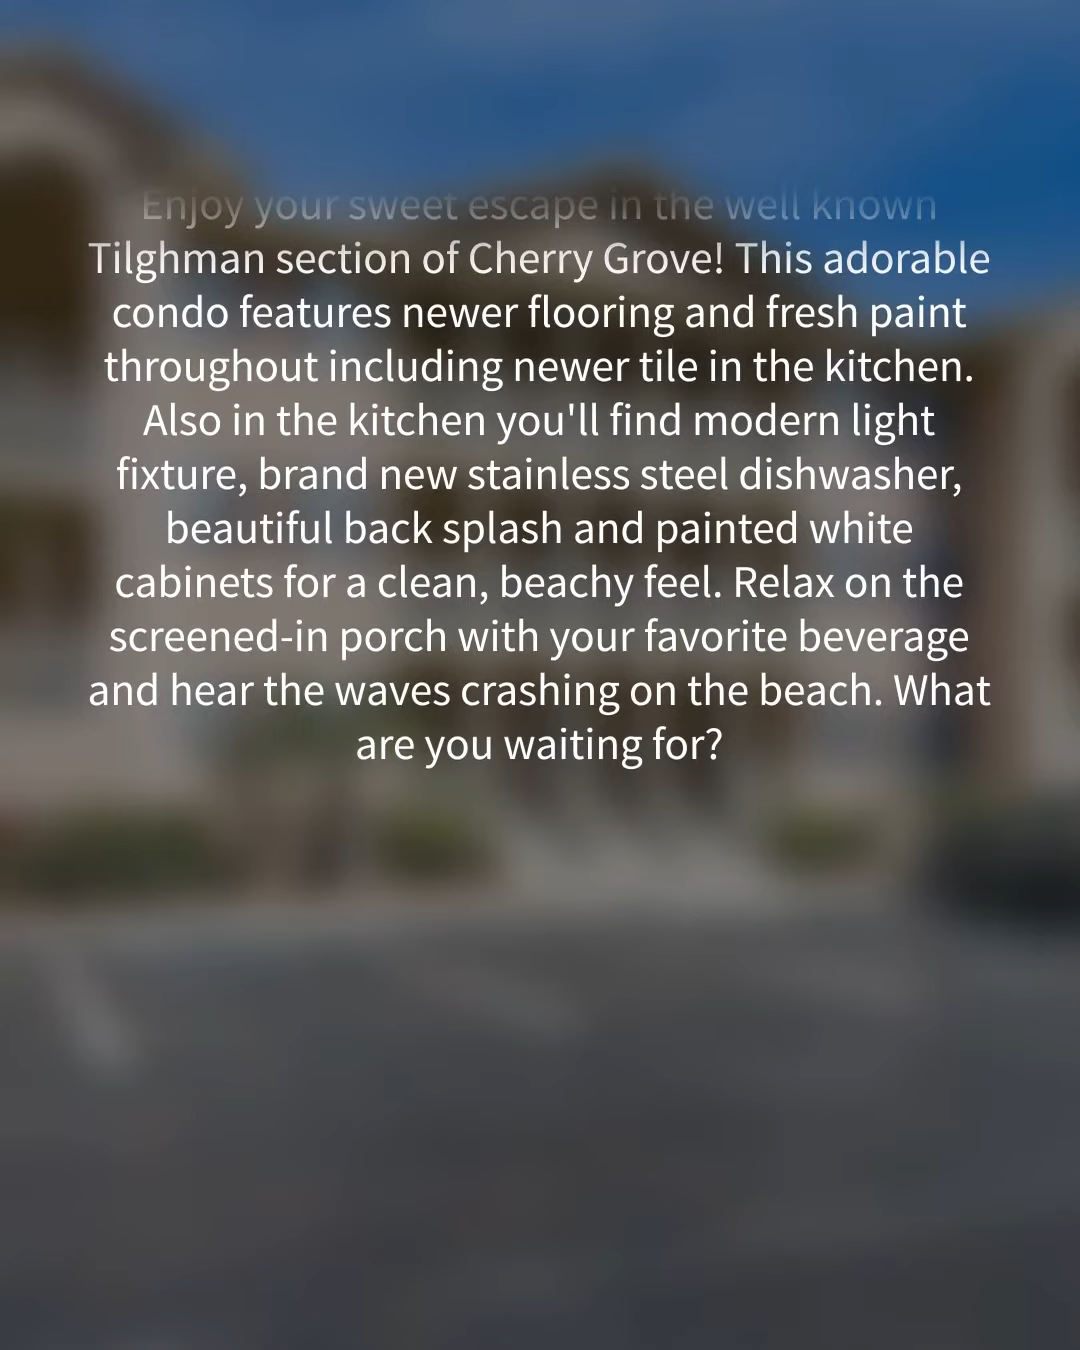 Enjoy your sweet escape in the well known
Tilghman section of Cherry Grove! This adorable
condo features newer flooring and fresh paint
throughout including newer tile in the kitchen.
Also in the kitchen you'll find modern light
fixture, brand new stainless steel dishwasher,
beautiful back splash and painted white
cabinets for a clean, beachy feel. Relax on the
screened-in porch with your favorite beverage
and hear the waves crashing on the beach. What
are you waiting for?